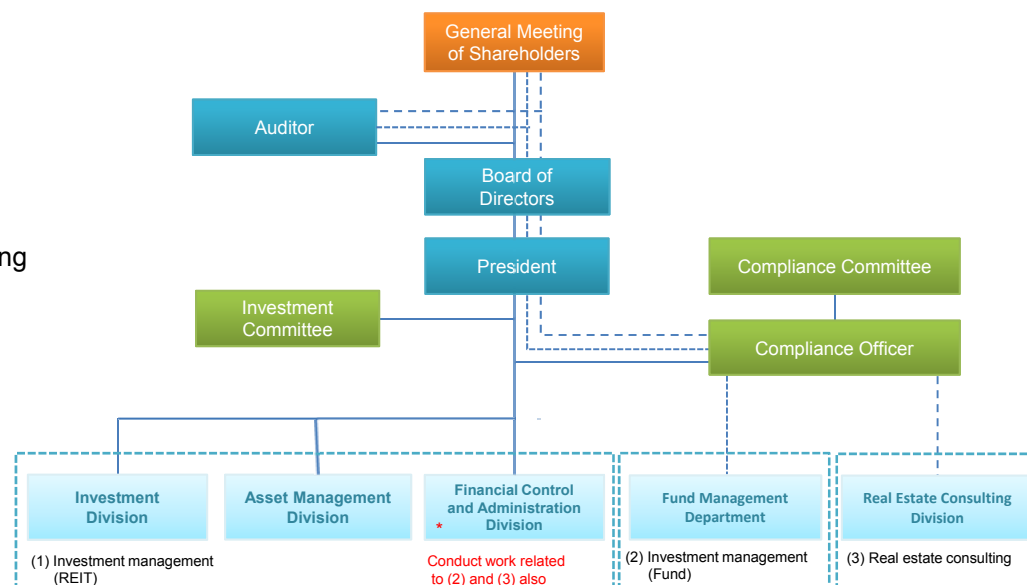 General Meeting
of Shareholders
Auditor
Board of
Directors
ng
President
Compliance Committee
Investment
Committee
Compliance Officer
Investment
Division
Asset Management
Division
Financial Control
and Administration
Division
*
Fund Management
Department
Real Estate Consulting
Division
(1) Investment management
(REIT)
Conduct work related
to (2) and (3) also
(2) Investment management
(Fund)
(3) Real estate consulting